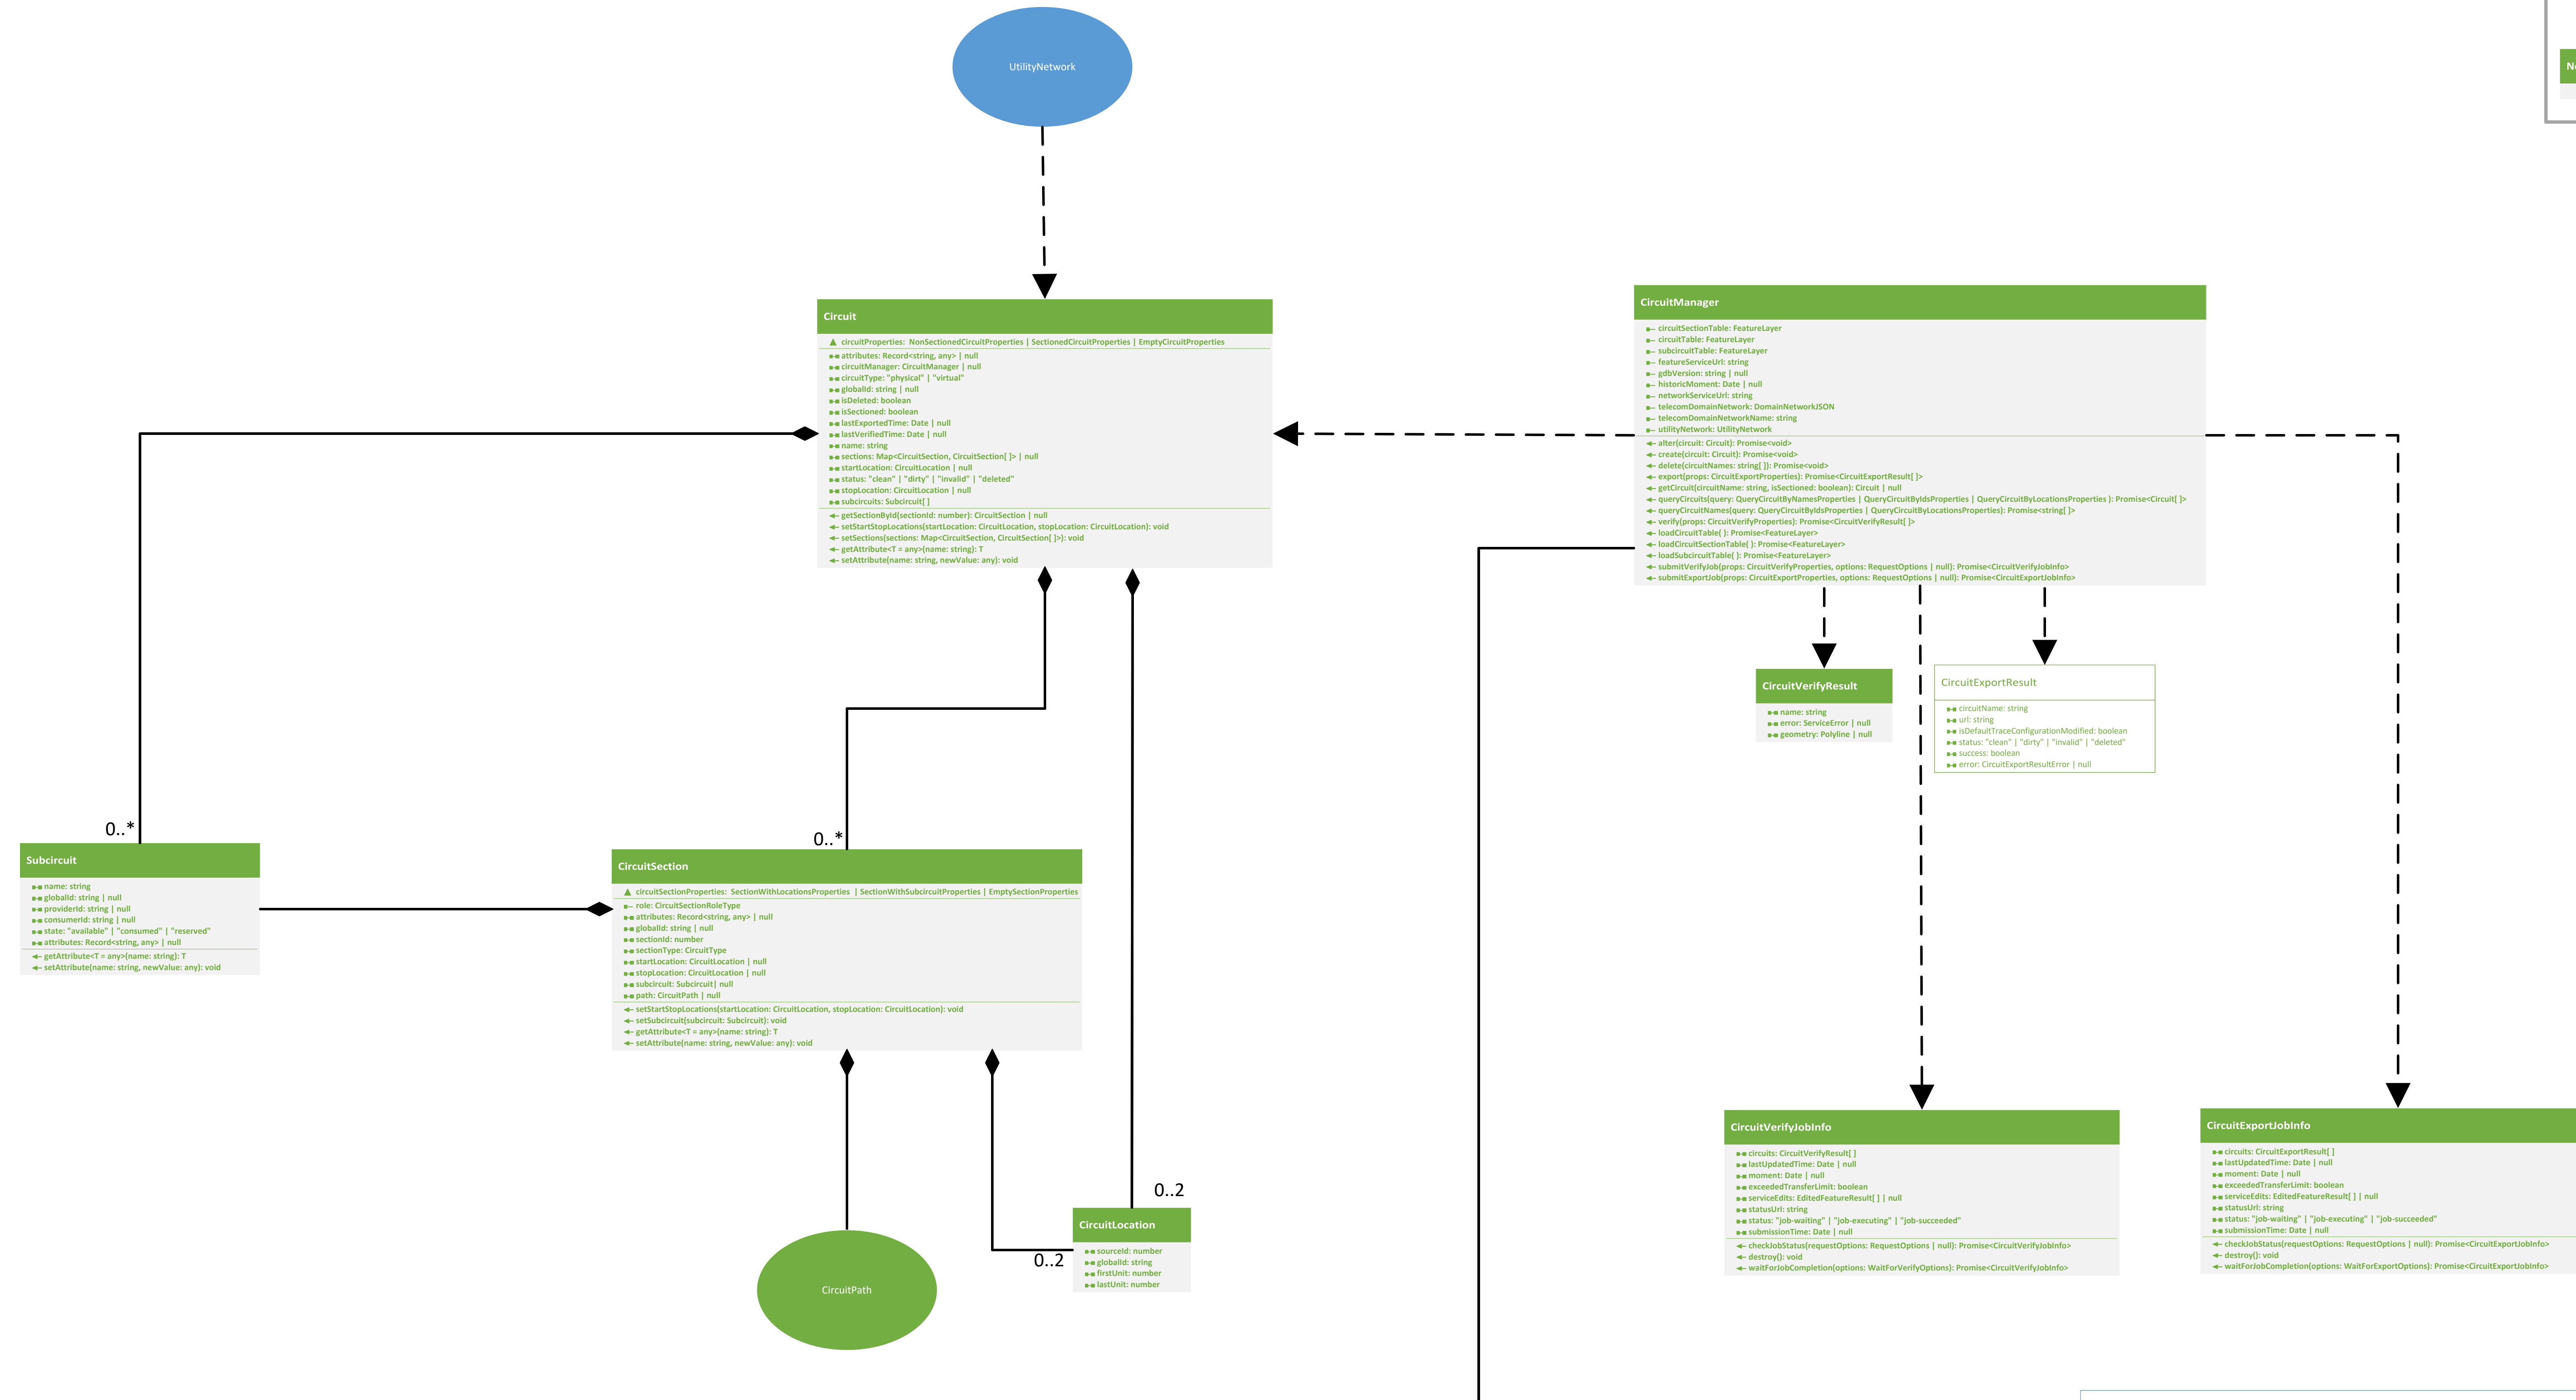 UtilityNetwork
Circuit
circuitProperties: NonSectionedCircuitProperties | SectionedCircuitProperties | EmptyCircuitProperties
attributes: Record<string, any> | null
circuitManager: CircuitManager | null
circuitType: "physical" | "virtual"
globalId: string | null
isDeleted: boolean
isSectioned: boolean
lastExportedTime: Date | null
lastVerifiedTime: Date | null
name: string
sections: Map<CircuitSection, CircuitSection[ ]> | null
startLocation: CircuitLocation | null
status: "clean" | "dirty" | "invalid" | "deleted"
stopLocation: CircuitLocation | null
subcircuits: Subcircuit[ ]
getSectionById(sectionId: number): CircuitSection | null
setStartStopLocations(startLocation: CircuitLocation, stopLocation: CircuitLocation): void
setSections(sections: Map<CircuitSection, CircuitSection[ ]>): void
getAttribute<T = any>(name: string): T
setAttribute(name: string, newValue: any): void
CircuitManager
circuitSectionTable: FeatureLayer
circuitTable: FeatureLayer
subcircuitTable: FeatureLayer
featureServiceUrl: string
gdbVersion: string | null
historicMoment: Date | null
networkServiceUrl: string
telecomDomainNetwork: DomainNetworkJSON
telecomDomainNetworkName: string
utilityNetwork: UtilityNetwork
alter(circuit: Circuit): Promise<void>
create(circuit: Circuit): Promise<void>
delete(circuitNames: string[ ]): Promise<void>
export(props: CircuitExportProperties): Promise<CircuitExportResult[ ]>
getCircuit(circuitName: string, isSectioned: boolean): Circuit | null
queryCircuits(query: QueryCircuitByNamesProperties | QueryCircuitByIdsProperties | QueryCircuitByLocationsProperties ): Promise<Circuit[ ]>
queryCircuitNames(query: QueryCircuitByIdsProperties | QueryCircuitByLocationsProperties): Promise<string[ ]>
verify(props: CircuitVerifyProperties): Promise<CircuitVerifyResult[ ]>
loadCircuitTable( ): Promise<FeatureLayer>
loadCircuitSectionTable( ): Promise<FeatureLayer>
loadSubcircuitTable( ): Promise<FeatureLayer>
submitVerifyJob(props: CircuitVerifyProperties, options: RequestOptions | null): Promise<CircuitVerifyJobInfo>
submitExportJob(props: CircuitExportProperties, options: RequestOptions | null): Promise<CircuitExportJobInfo>
CircuitVerifyResult
name: string
error: ServiceError | null
geometry: Polyline | null
CircuitExportResult
circuitName: string
url: string
isDefaultTraceConfigurationModified: boolean
status: "clean" | "dirty" | "invalid" | "deleted"
success: boolean
error: CircuitExportResultError | null
0..*
0..*
Subcircuit
name: string
globalId: string | null
providerId: string | null
consumerId: string | null
state: "available" | "consumed" | "reserved"
attributes: Record<string, any> | null
getAttribute<T = any>(name: string): T
setAttribute(name: string, newValue: any): void
CircuitSection
circuitSectionProperties: SectionWithLocationsProperties | SectionWithSubcircuitProperties | EmptySectionProperties
role: CircuitSectionRoleType
attributes: Record<string, any> | null
globalId: string | null
sectionId: number
sectionType: CircuitType
startLocation: CircuitLocation | null
stopLocation: CircuitLocation | null
subcircuit: Subcircuit| null
path: CircuitPath | null
setStartStopLocations(startLocation: CircuitLocation, stopLocation: CircuitLocation): void
setSubcircuit(subcircuit: Subcircuit): void
getAttribute<T = any>(name: string): T
setAttribute(name: string, newValue: any): void
0..2
0..2
CircuitPath
CircuitLocation
sourceId: number
globalId: string
firstUnit: number
lastUnit: number
CircuitVerifyJobInfo
circuits: CircuitVerifyResult[ ]
lastUpdatedTime: Date | null
moment: Date | null
exceededTransferLimit: boolean
serviceEdits: EditedFeatureResult[ ] | null
statusUrl: string
status: "job-waiting" | "job-executing" | "job-succeeded"
submissionTime: Date | null
checkJobStatus(requestOptions: RequestOptions | null): Promise<CircuitVerifyJobInfo>
destroy(): void
waitForJobCompletion(options: WaitForVerifyOptions): Promise<CircuitVerifyJobInfo>
CircuitExportJobInfo
circuits: CircuitExportResult[ ]
lastUpdatedTime: Date | null
moment: Date | null
exceededTransferLimit: boolean
serviceEdits: EditedFeatureResult[ ] | null
statusUrl: string
status: "job-waiting" | "job-executing" | "job-succeeded"
submissionTime: Date | null
checkJobStatus(requestOptions: RequestOptions | null): Promise<CircuitExportJobInfo>
destroy(): void
waitForJobCompletion(options: WaitForExportOptions): Promise<CircuitExportJobInfo>